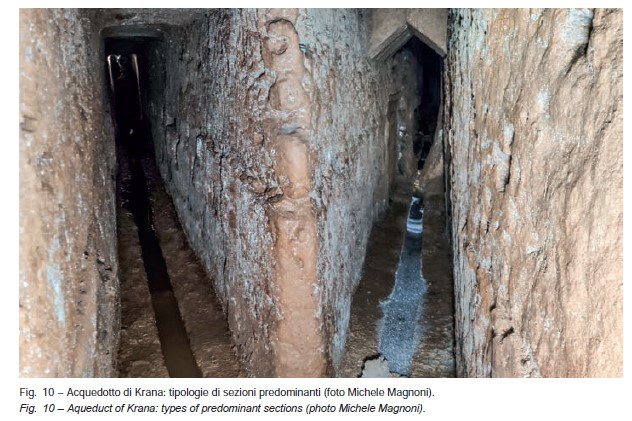 Fig. 10 – Acquedotto di Krana: tipologie di sezioni predominanti (foto Michele Magnoni).
Fig. 10 – Aqueduct of Krana: types of predominant sections (photo Michele Magnoni).